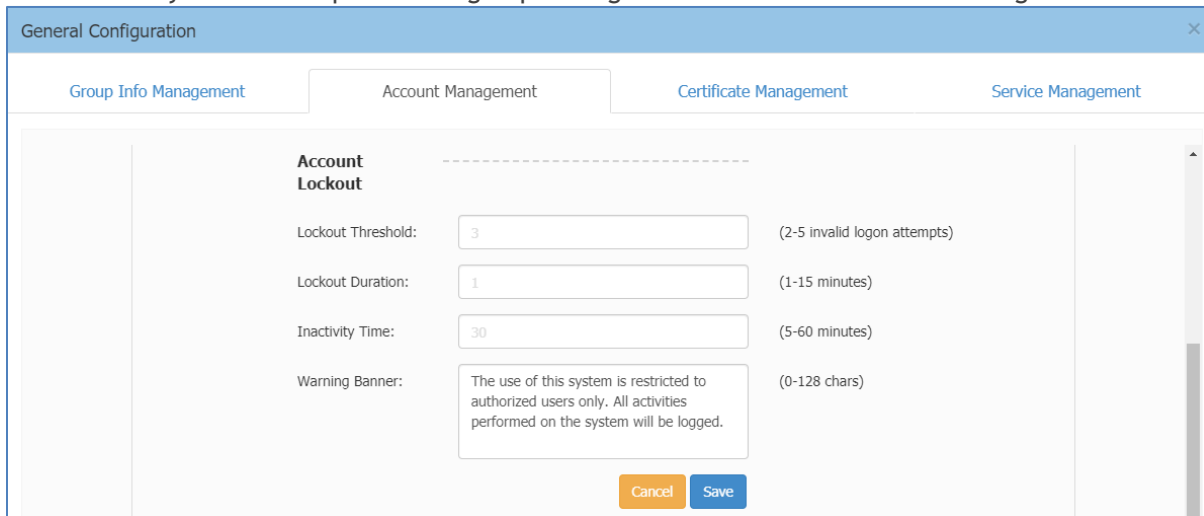 General Configuration ×
Group Info Management Account Management Certificate Management Service Management
Account
Lockout
Lockout Threshold: 3 (2-5 invalid logon attempts)
Lockout Duration: 1 (1-15 minutes)
Inactivity Time: 30 (5-60 minutes)
Warning Banner: The use of this system is restricted to (0-128 chars)
authorized users only. All activities
performed on the system will be logged.
Cancel Save